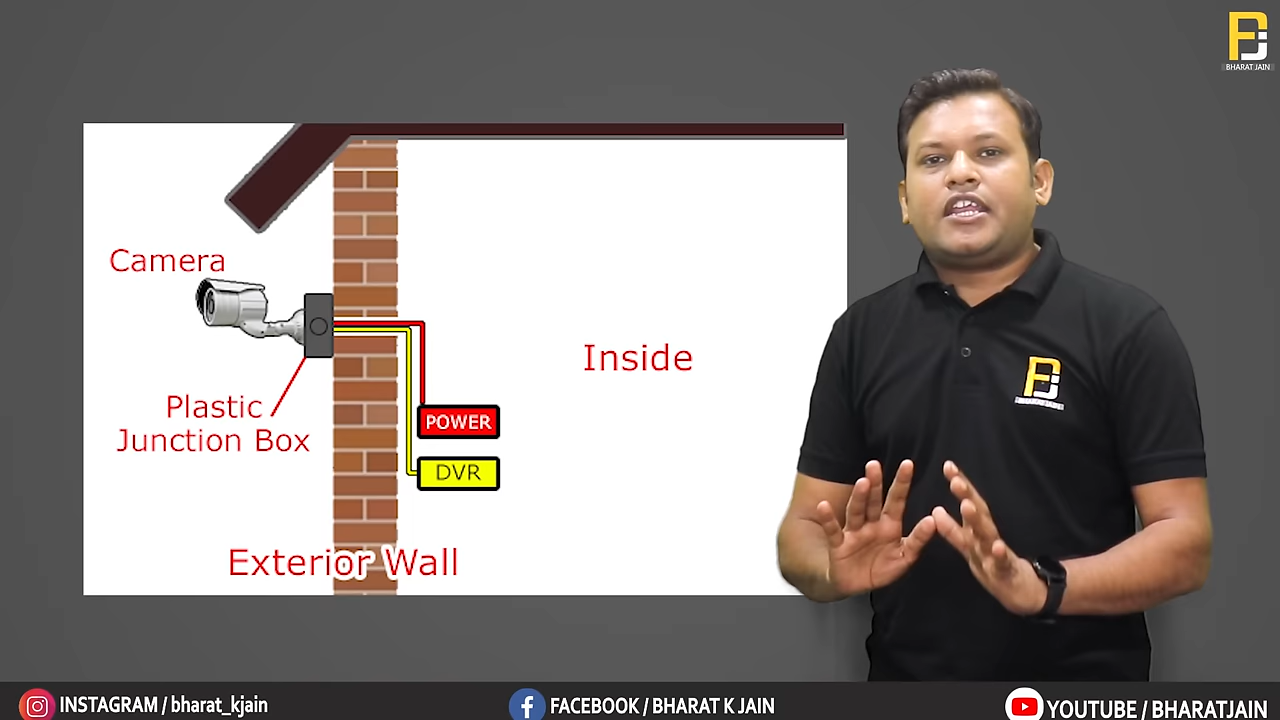 BHARAT JAIN
Camera
Plastic
Junction Box
Inside
POWER
DVR
Exterior Wall
INSTAGRAM / bharat_kjain
FACEBOOK / BHARAT K JAIN
YOUTUBE / BHARATJAIN